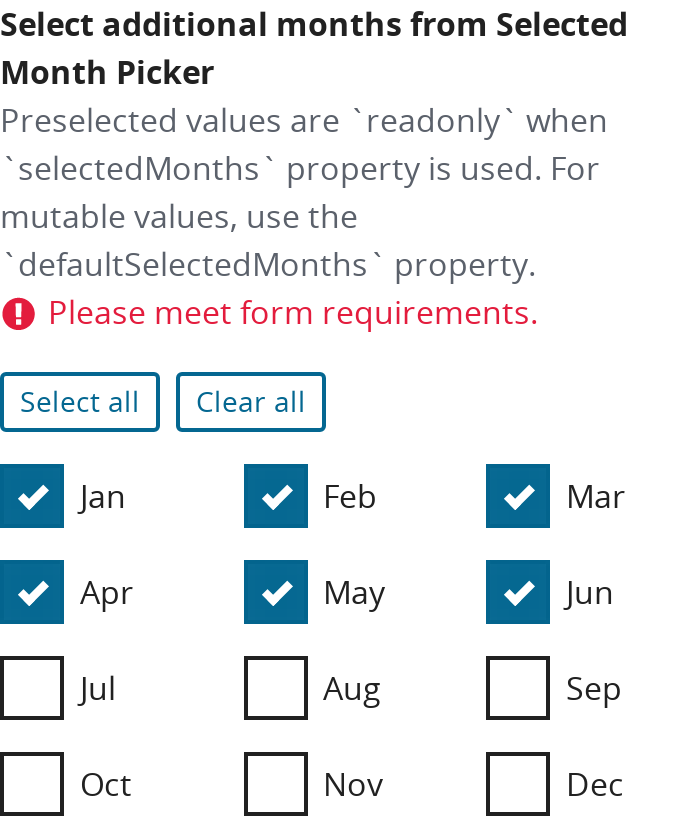 Select additional months from Selected
Month Picker
Preselected values are `readonly` when
`selectedMonths` property is used. For
mutable values, use the
`defaultSelectedMonths` property.
Please meet form requirements.
Select all Clear all
Jan Feb Mar
Apr May Jun
Jul Aug Sep
Oct Nov Dec